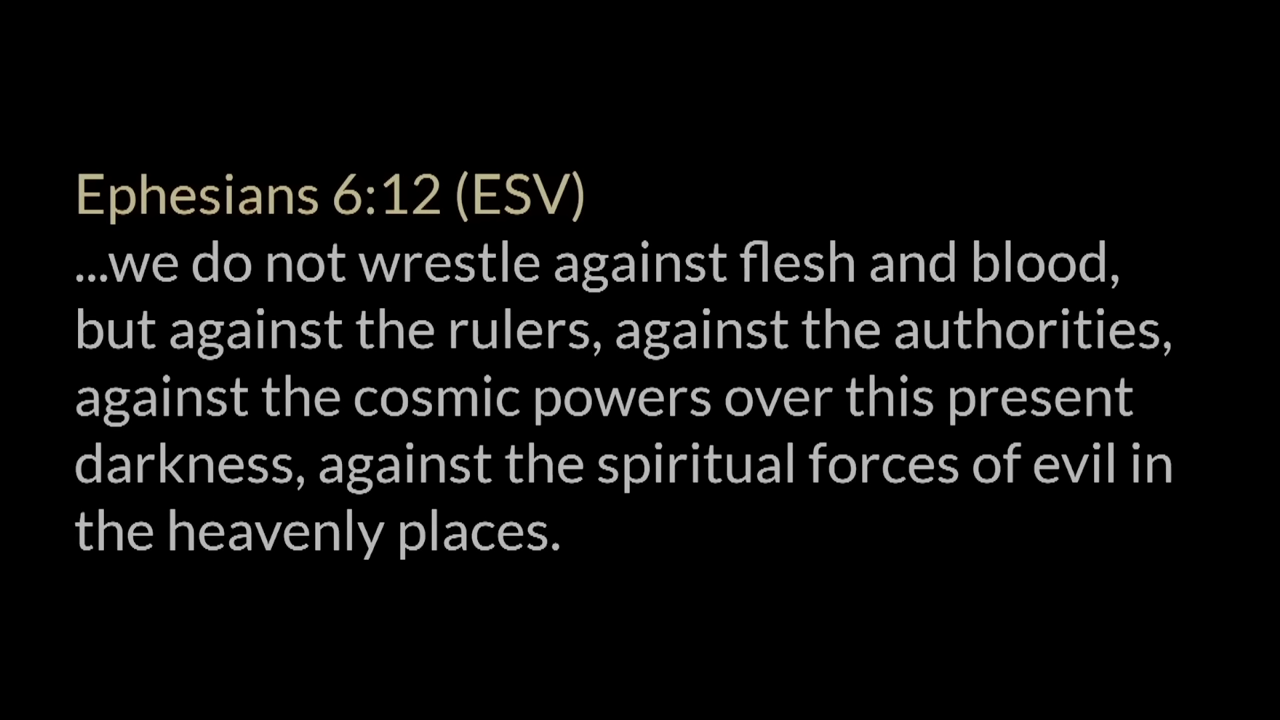 Ephesians 6:12 (ESV)
...we do not wrestle against flesh and blood,
but against the rulers, against the authorities,
against the cosmic powers over this present
darkness, against the spiritual forces of evil in
the heavenly places.